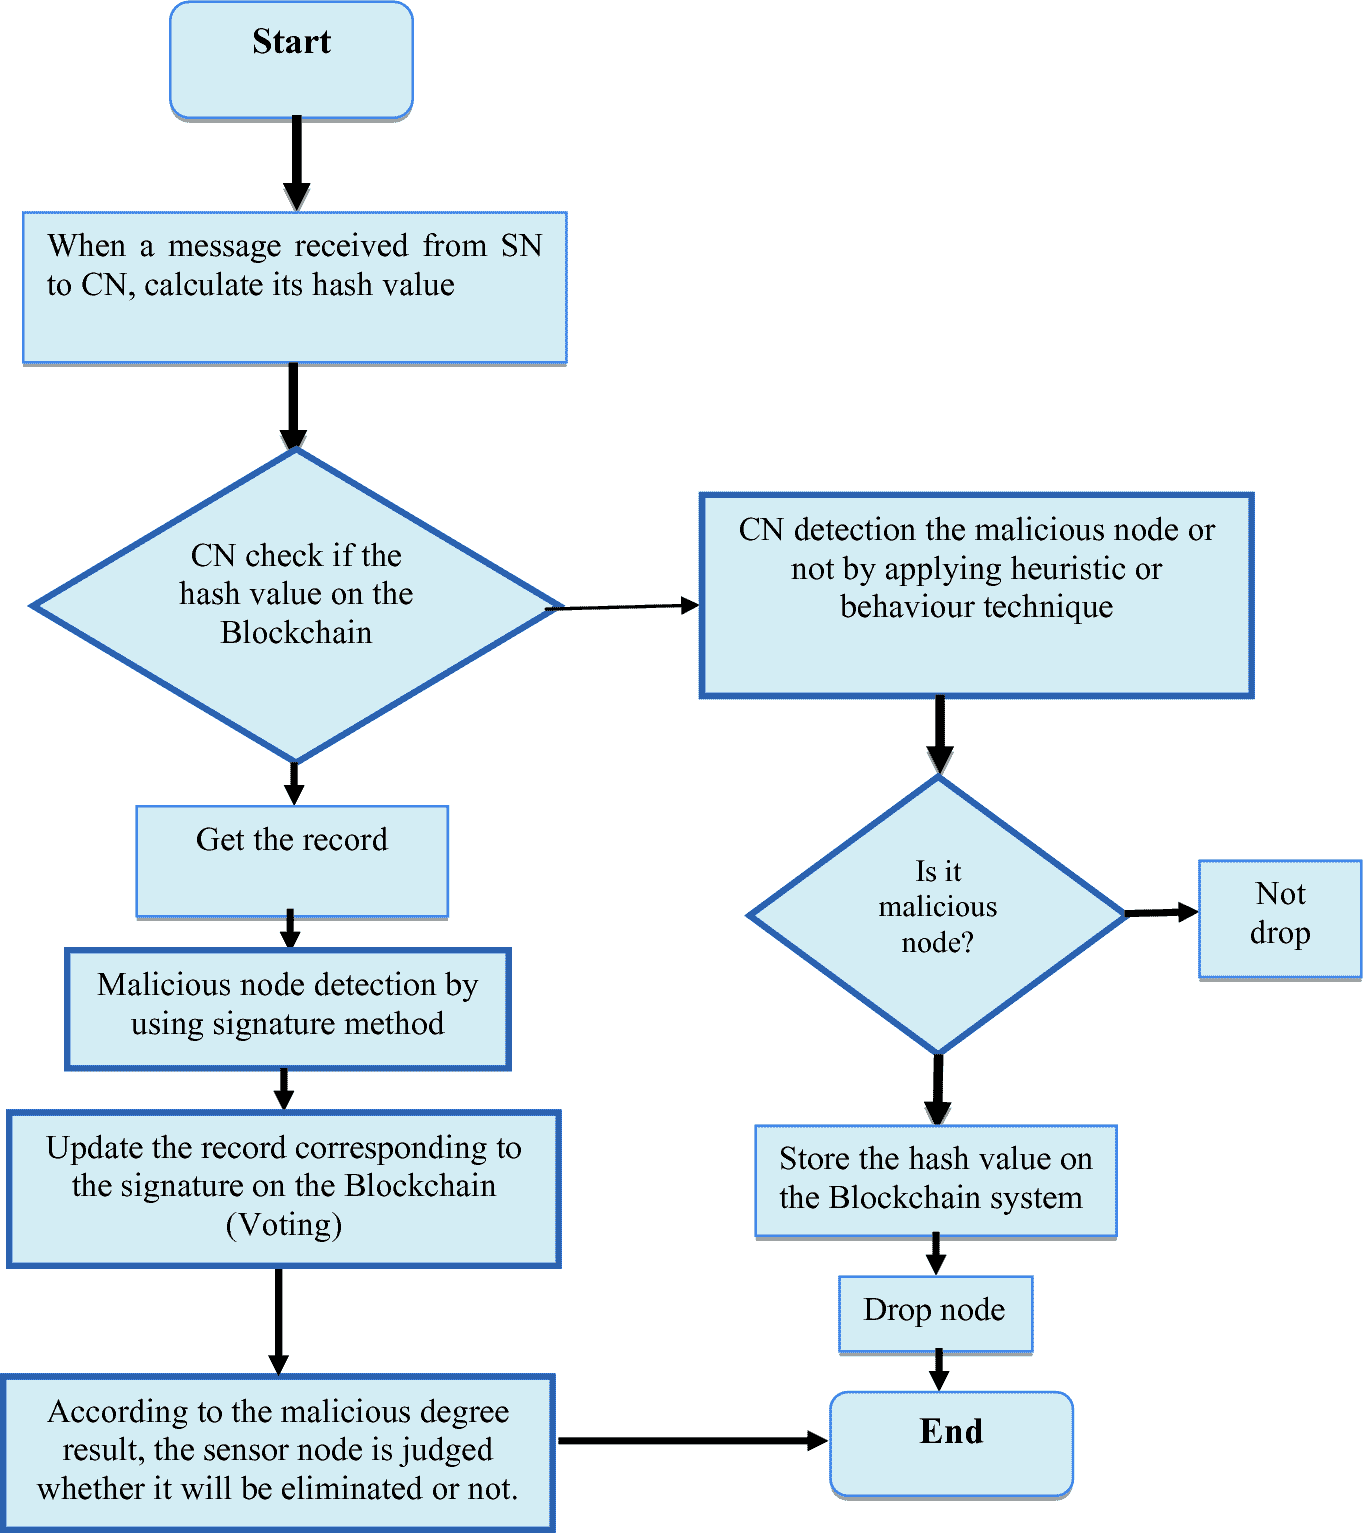 Start
When a message received from SN
to CN, calculate its hash value
CN check if the
hash value on the
Blockchain
CN detection the malicious node or
not by applying heuristic or
behaviour technique
Get the record
Is it
malicious
node?
Not
drop
Malicious node detection by
using signature method
Update the record corresponding to
the signature on the Blockchain
(Voting)
Store the hash value on
the Blockchain system
Drop node
According to the malicious degree
result, the sensor node is judged
whether it will be eliminated or not.
End